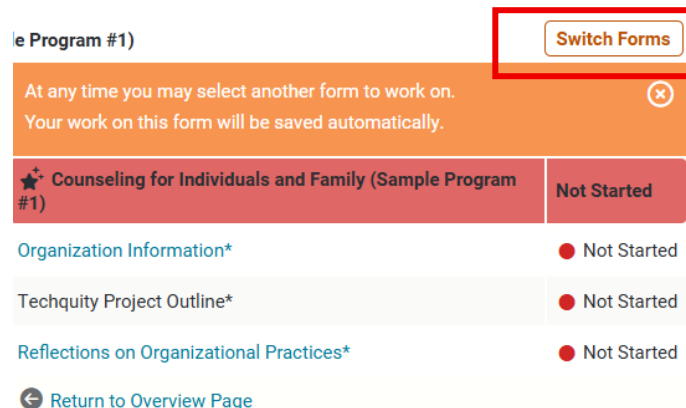 le Program #1)
Switch Forms
At any time you may select another form to work on.
Your work on this form will be saved automatically.
Counseling for Individuals and Family (Sample Program
#1)
Not Started
Organization Information*
Not Started
Techquity Project Outline*
Not Started
Reflections on Organizational Practices*
Not Started
Return to Overview Page